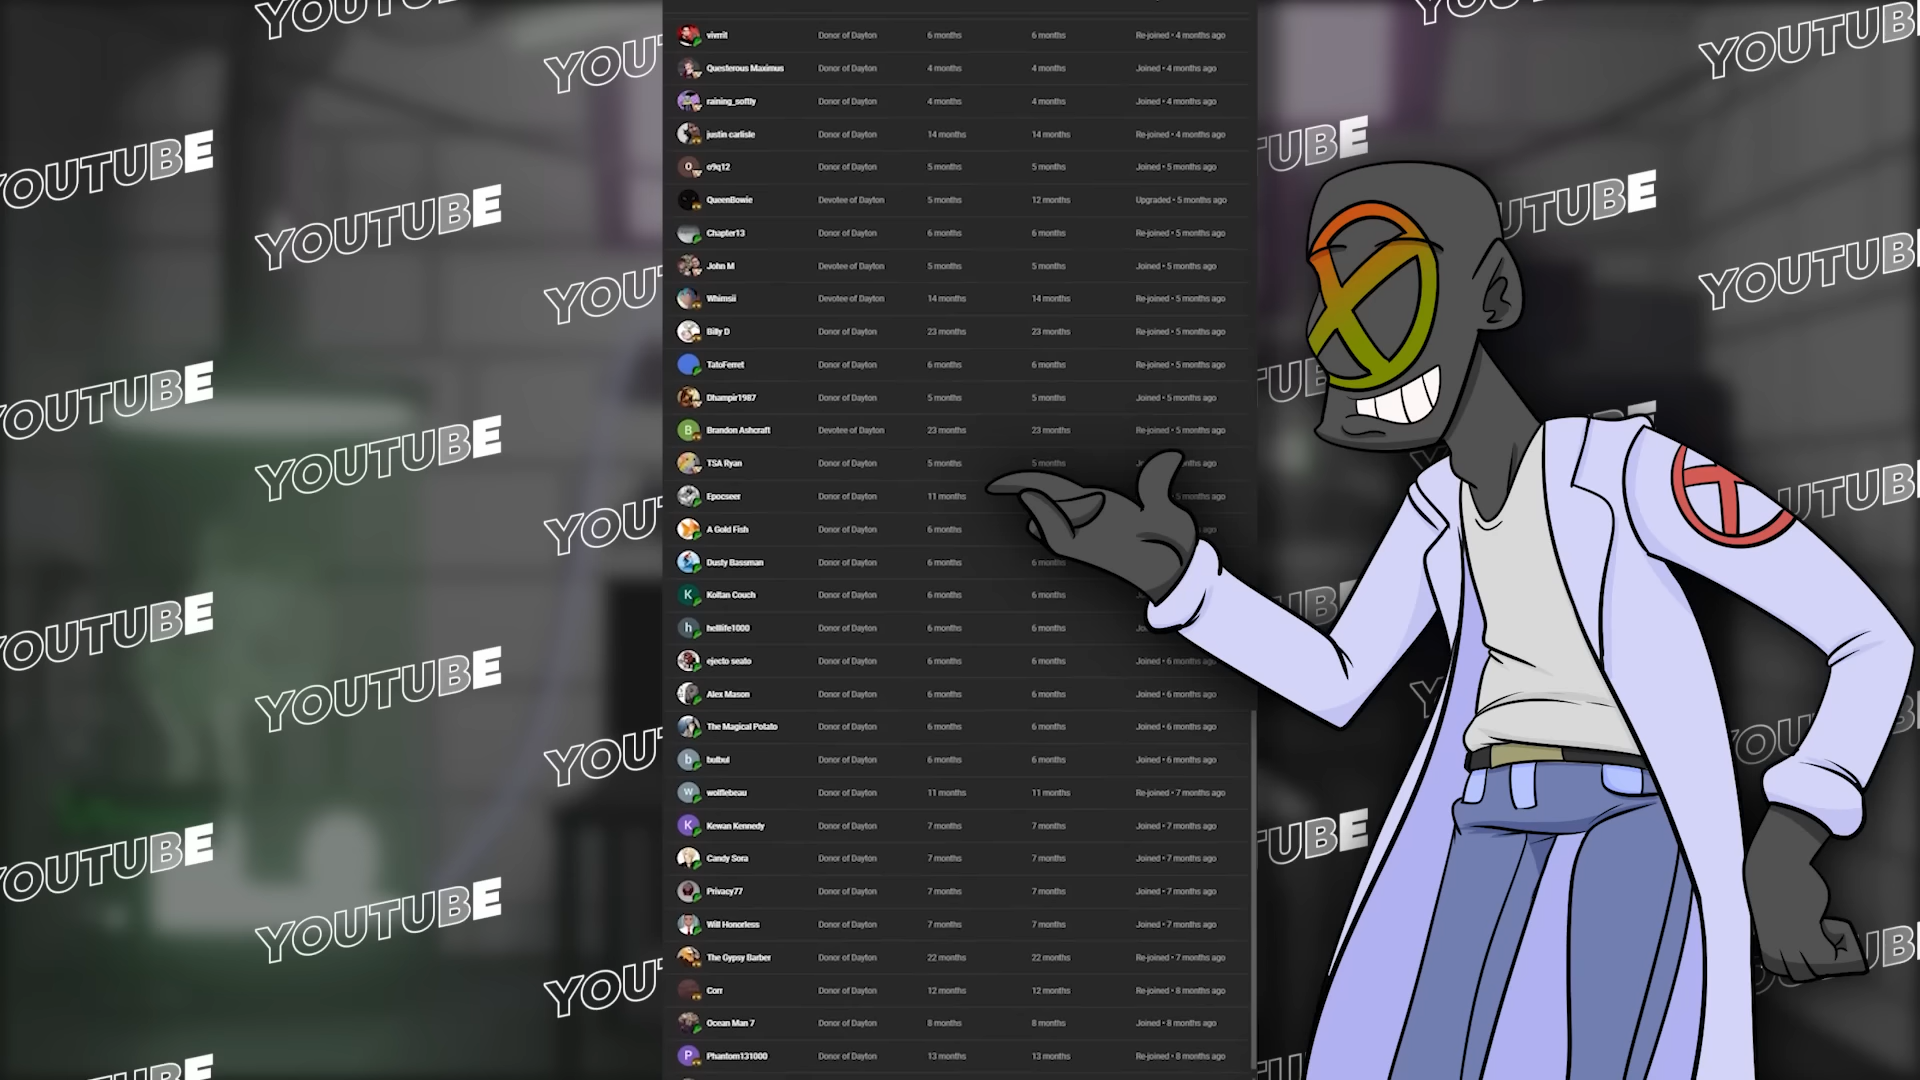 YOUTUBE
YOUTUBE
YOUTUBE
YOUTUBE
YOUTUBE
YOUTUBE
YOUTUBE
YOUTUBE
vivrrit Donor of Dayton 6 months 6 months Re-joined • 4 months ago
Questerous Maximus Donor of Dayton 4 months 4 months Joined • 4 months ago
raining_softly Donor of Dayton 4 months 4 months Joined • 4 months ago
justin carlisle Donor of Dayton 14 months 14 months Re-joined • 4 months ago
o9q12 Donor of Dayton 5 months 5 months Joined • 5 months ago
QueenBowie Devotee of Dayton 5 months 12 months Upgraded • 5 months ago
Chapter13 Donor of Dayton 6 months 6 months Re-joined • 5 months ago
John M Devotee of Dayton 5 months 5 months Joined • 5 months ago
Whimsii Devotee of Dayton 14 months 14 months Re-joined • 5 months ago
Billy D Donor of Dayton 23 months 23 months Re-joined • 5 months ago
TatoFerret Donor of Dayton 6 months 6 months Re-joined • 5 months ago
Dhampir1987 Donor of Dayton 5 months 5 months Joined • 5 months ago
B Brandon Ashcraft Devotee of Dayton 23 months 23 months Re-joined • 5 months ago
TSA Ryan Donor of Dayton 5 months 5 months ago
Epocseer Donor of Dayton 11 months 5 months ago
A Gold Fish Donor of Dayton 6 months ago
Dusty Bassman Donor of Dayton 6 months 6 months
K Koltan Couch Donor of Dayton 6 months 6 months
h helllife1000 Donor of Dayton 6 months 6 months
ejecto seato Donor of Dayton 6 months 6 months Joined • 6 months ago
Alex Mason Donor of Dayton 6 months 6 months Joined • 6 months ago
The Magical Potato Donor of Dayton 6 months 6 months Joined • 6 months ago
b bulbul Donor of Dayton 6 months 6 months Joined • 6 months ago
W wolfiebeau Donor of Dayton 11 months 11 months Re-joined • 7 months ago
K Kewan Kennedy Donor of Dayton 7 months 7 months Joined • 7 months ago
Candy Sora Donor of Dayton 7 months 7 months Joined • 7 months ago
Privacy77 Donor of Dayton 7 months 7 months Joined • 7 months ago
Will Honorless Donor of Dayton 7 months 7 months Joined • 7 months ago
The Gypsy Barber Donor of Dayton 22 months 22 months Re-joined • 7 months ago
Corr Donor of Dayton 12 months 12 months Re-joined • 8 months ago
Ocean Man 7 Donor of Dayton 8 months 8 months Joined • 8 months ago
P Phantom131000 Donor of Dayton 13 months 13 months Re-joined • 8 months ago